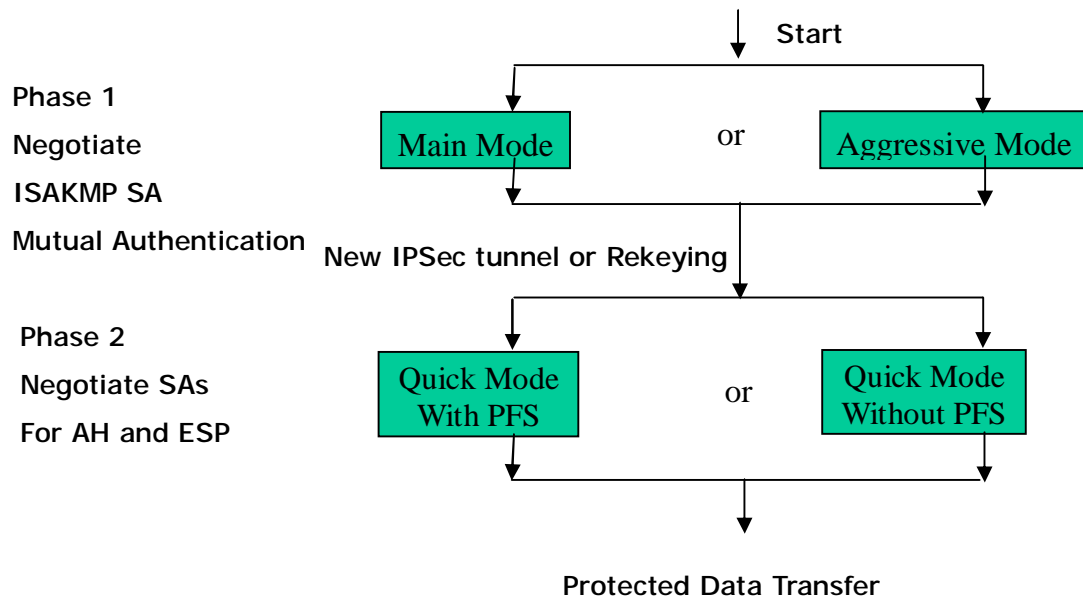 Start
Phase 1
Negotiate
ISAKMP SA
Mutual Authentication
Main Mode
or
Aggressive Mode
New IPSec tunnel or Rekeying
Phase 2
Negotiate SAs
For AH and ESP
Quick Mode
With PFS
or
Quick Mode
Without PFS
Protected Data Transfer